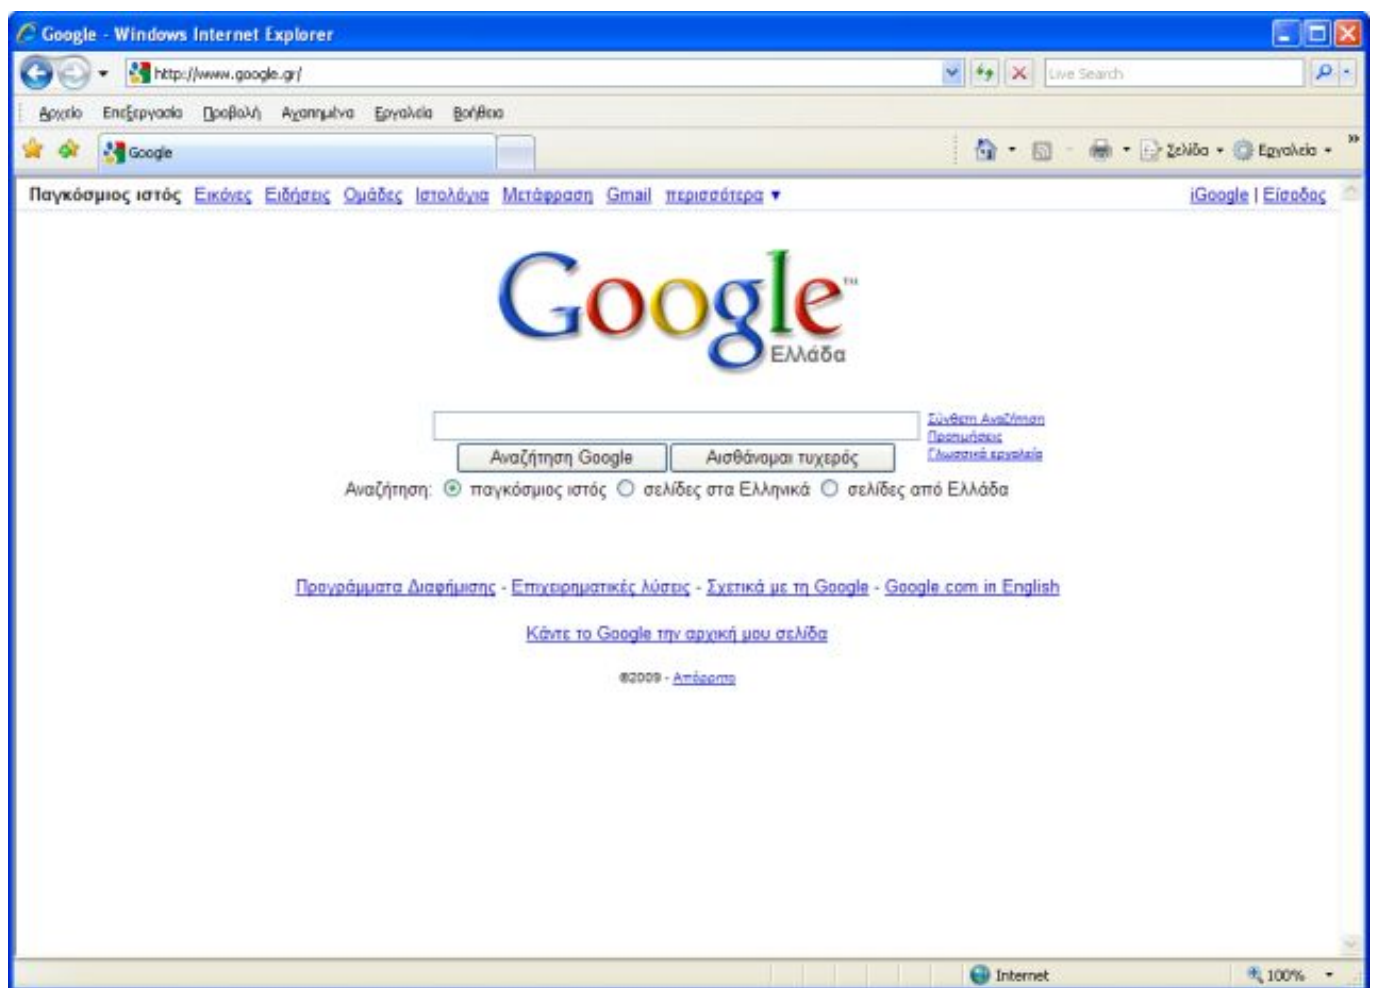 Google - Windows Internet Explorer
http://www.google.gr/ Live Search
Αρχείο Επεξεργασία Προβολή Αγαπημένα Εργαλεία Βοήθεια
Google Σελίδα Εργαλεία »
Παγκόσμιος ιστός Εικόνες Ειδήσεις Ομάδες Ιστολόγια Μετάφραση Gmail περισσότερα ▼ iGoogle | Είσοδος
Google™
Ελλάδα
Σύνθετη Αναζήτηση
Προτιμήσεις
Αναζήτηση Google Αισθάνομαι τυχερός Γλωσσικά εργαλεία
Αναζήτηση: παγκόσμιος ιστός σελίδες στα Ελληνικά σελίδες από Ελλάδα
Προγράμματα Διαφήμισης - Επιχειρηματικές λύσεις - Σχετικά με τη Google - Google.com in English
Κάντε το Google την αρχική μου σελίδα
©2009 - Απόρρητο
Internet 100%